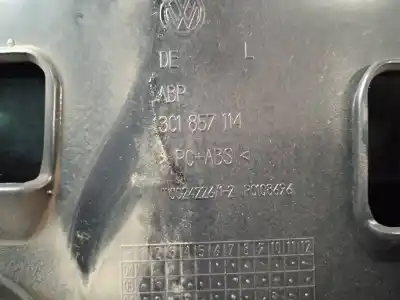 DE L
ABP
3C1 857 114
> PC+ABS <
1 2 3 4 5 6 7 8 9 10 11 12